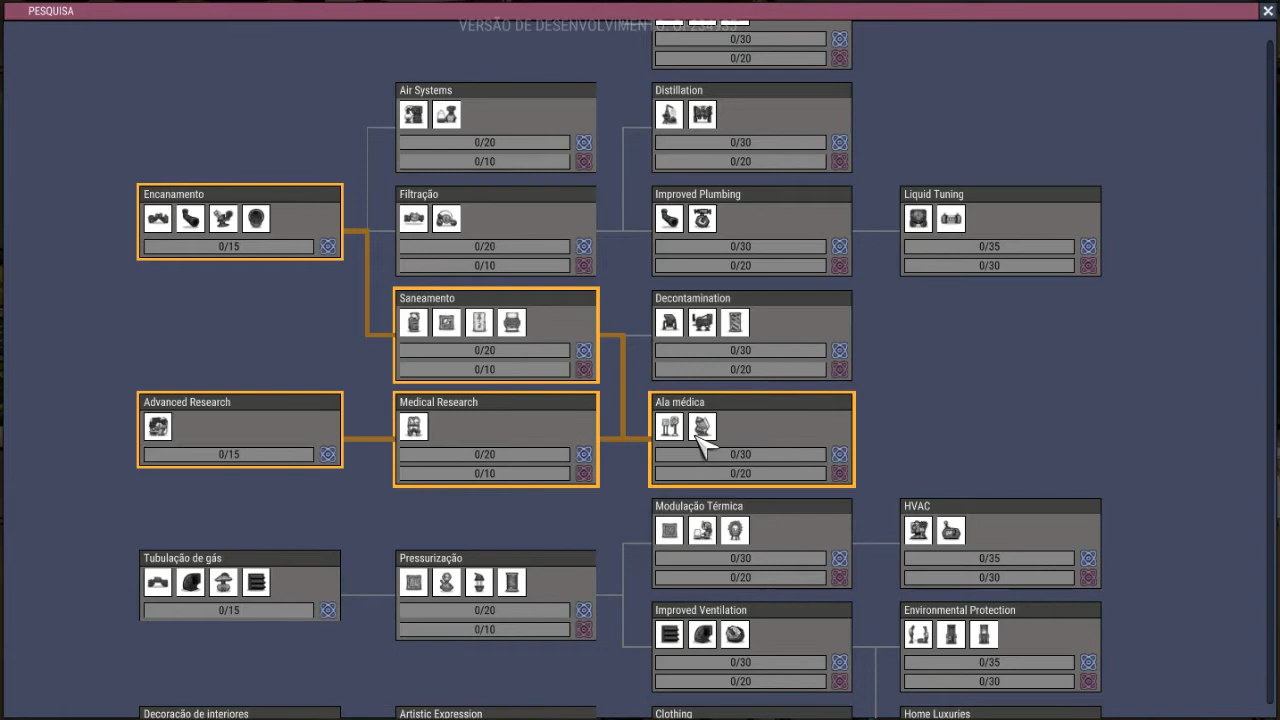 PESQUISA
VERSÃO DE DESENVOLVIMENTO:
0/30
0/20
Air Systems
0/20
0/10
Distillation
0/30
0/20
Encanamento
0/15
Filtração
0/20
0/10
Improved Plumbing
0/30
0/20
Liquid Tuning
0/35
0/30
Saneamento
0/20
0/10
Decontamination
0/30
0/20
Advanced Research
0/15
Medical Research
0/20
0/10
Ala médica
0/30
0/20
Modulação Térmica
0/30
0/20
HVAC
0/35
0/30
Tubulação de gás
0/15
Pressurização
0/20
0/10
Improved Ventilation
0/30
0/20
Environmental Protection
0/35
0/30
Decoração de interiores
Artistic Expression
Clothing
Home Luxuries